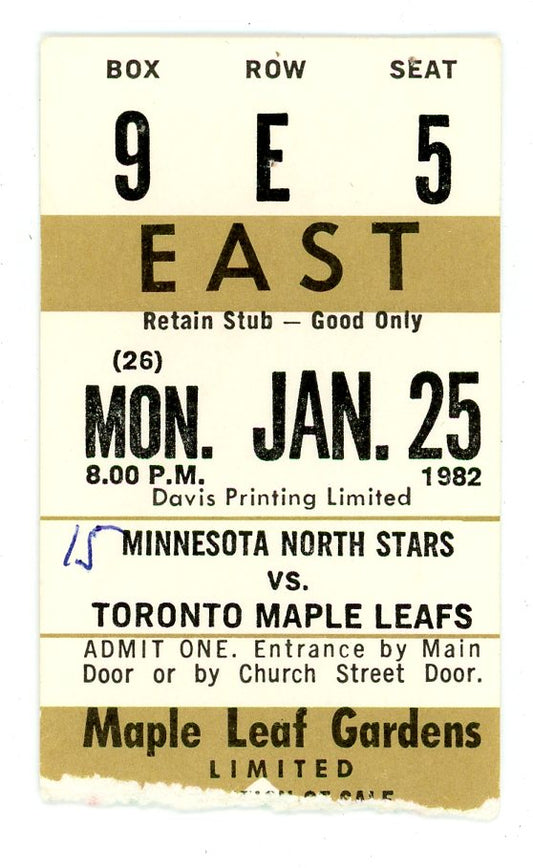 BOX ROW SEAT
9 E 5
EAST
Retain Stub — Good Only
(26)
MON. JAN. 25
8.00 P.M. 1982
Davis Printing Limited
15
MINNESOTA NORTH STARS
VS.
TORONTO MAPLE LEAFS
ADMIT ONE. Entrance by Main
Door or by Church Street Door.
Maple Leaf Gardens
LIMITED
OF SALE